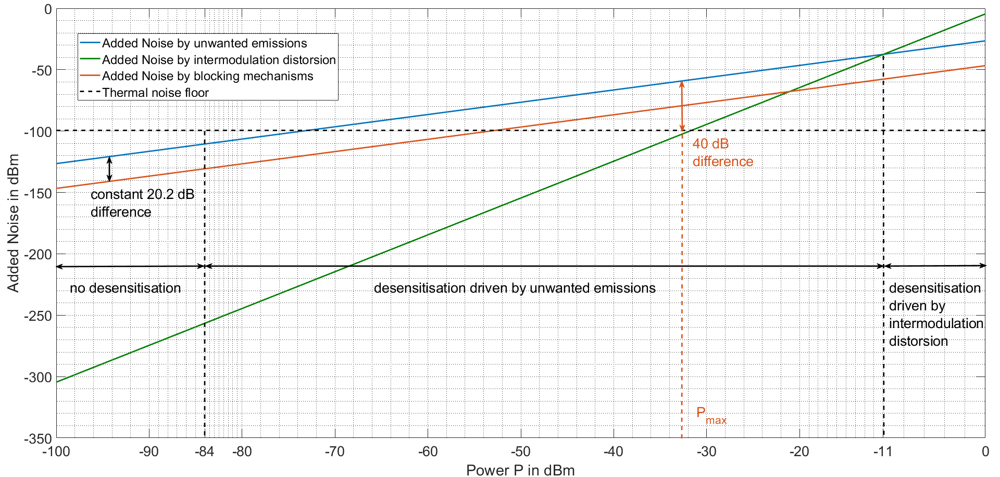 0
-50
-100
-150
-200
-250
-300
-350
Added Noise in dBm
Added Noise by unwanted emissions
Added Noise by intermodulation distorsion
Added Noise by blocking mechanisms
Thermal noise floor
40 dB
difference
constant 20.2 dB
difference
no desensitisation
desensitisation driven by unwanted emissions
desensitisation
driven by
intermodulation
distorsion
Pmax
-100 -90 -84 -80 -70 -60 -50 -40 -30 -20 -11 0
Power P in dBm